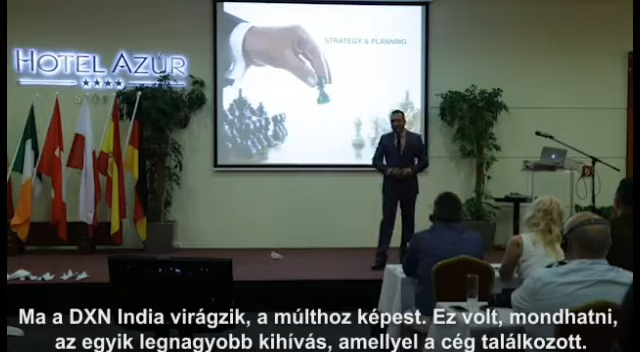 STRATEGY & PLANNING
HOTEL AZÚR
Ma a DXN India virágzik, a múlthoz képest. Ez volt, mondhatni,
az egyik legnagyobb kihívás, amellyel a cég találkozott.